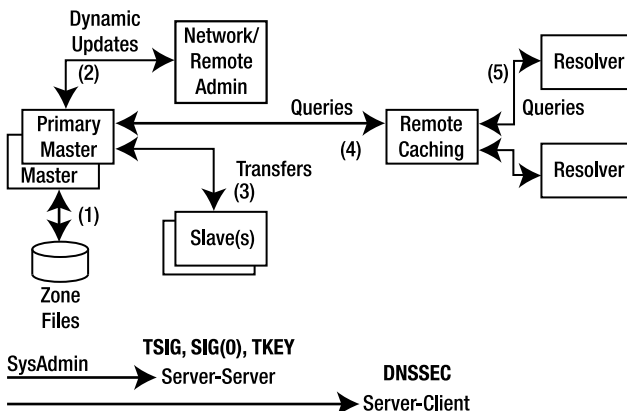 Dynamic
Updates
(2)
Network/
Remote
Admin
(5)
Resolver
Queries
Queries
Primary
Master
Master
Remote
Caching
(4)
Transfers
(3)
Resolver
(1)
Slave(s)
Zone
Files
TSIG, SIG(0), TKEY
SysAdmin
Server-Server
DNSSEC
Server-Client